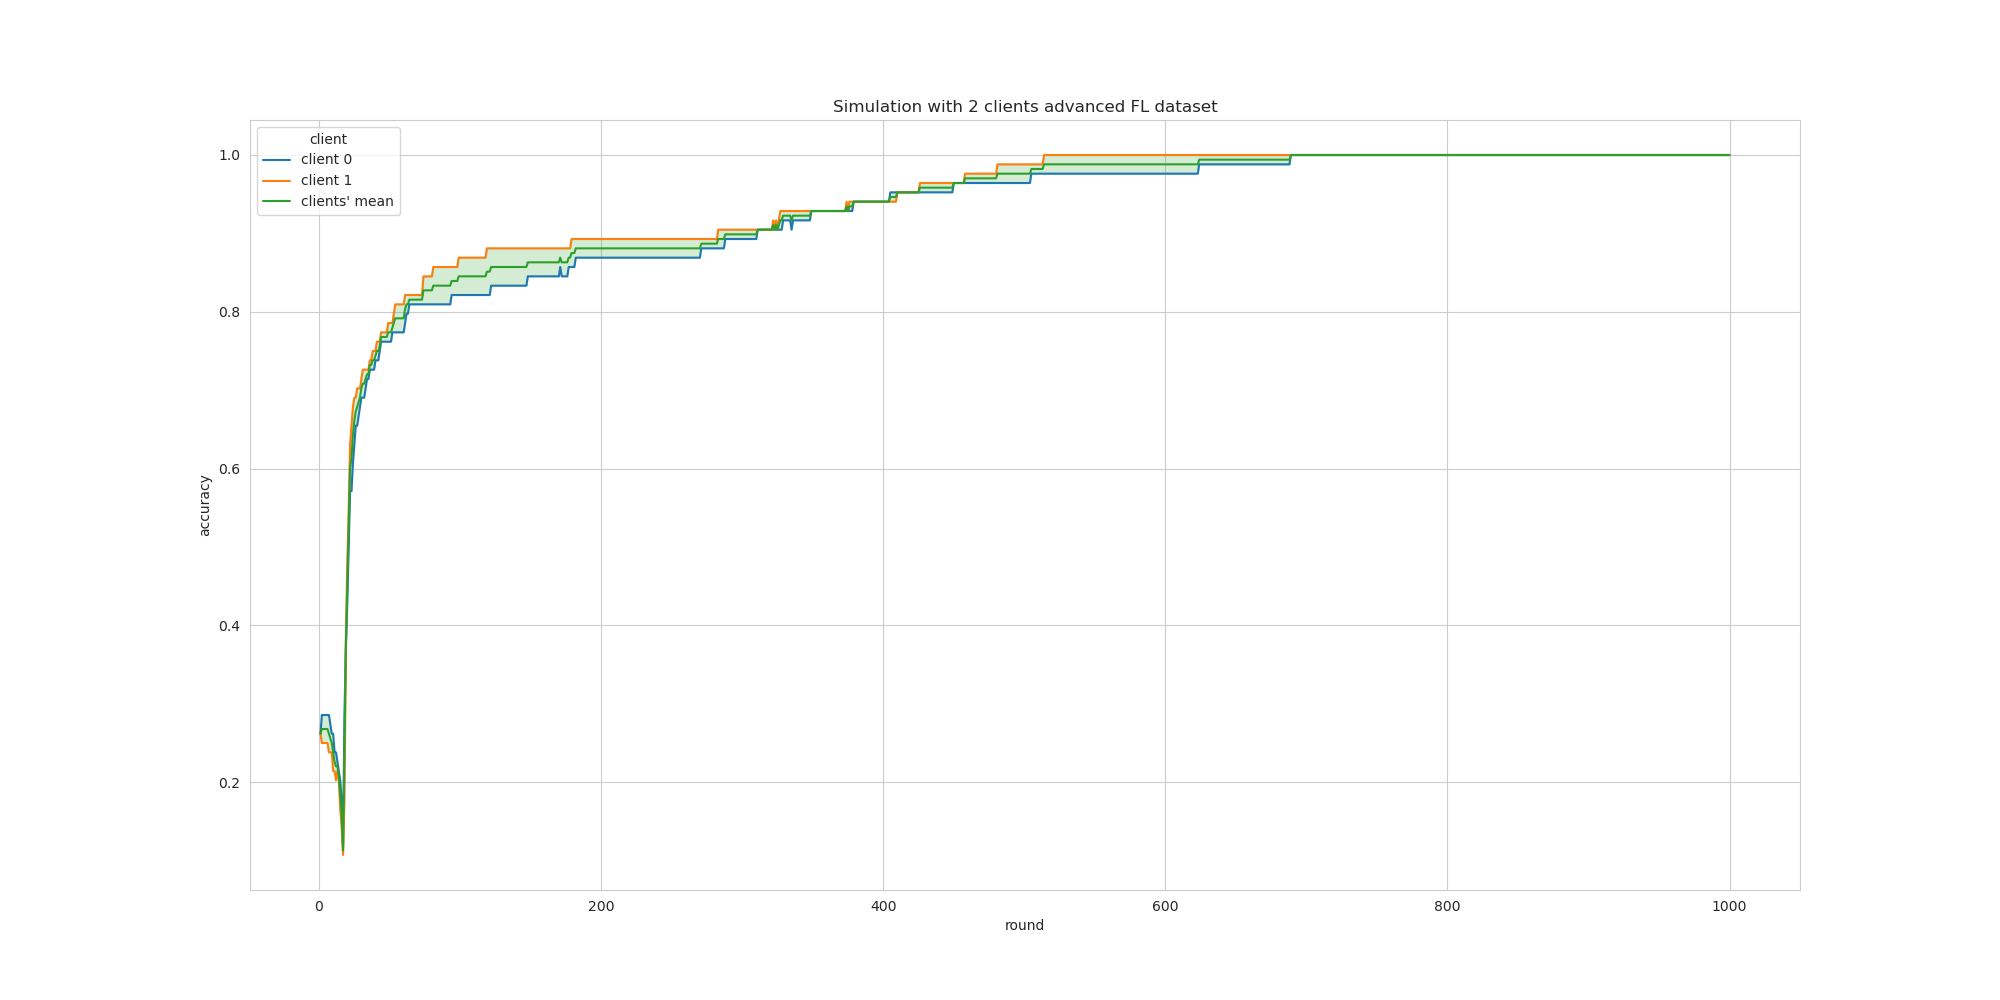 Simulation with 2 clients advanced FL dataset
client
client 0
client 1
clients' mean
1.0
0.8
0.6
0.4
0.2
accuracy
0 200 400 600 800 1000
round